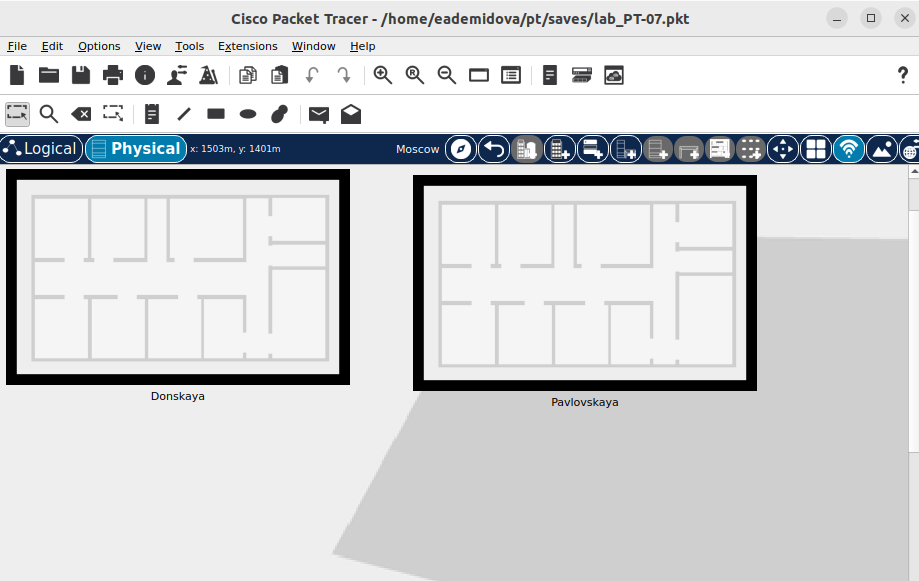 Cisco Packet Tracer - /home/eademidova/pt/saves/lab_PT-07.pkt
File Edit Options View Tools Extensions Window Help
Logical Physical x: 1503m, y: 1401m Moscow
Donskaya
Pavlovskaya